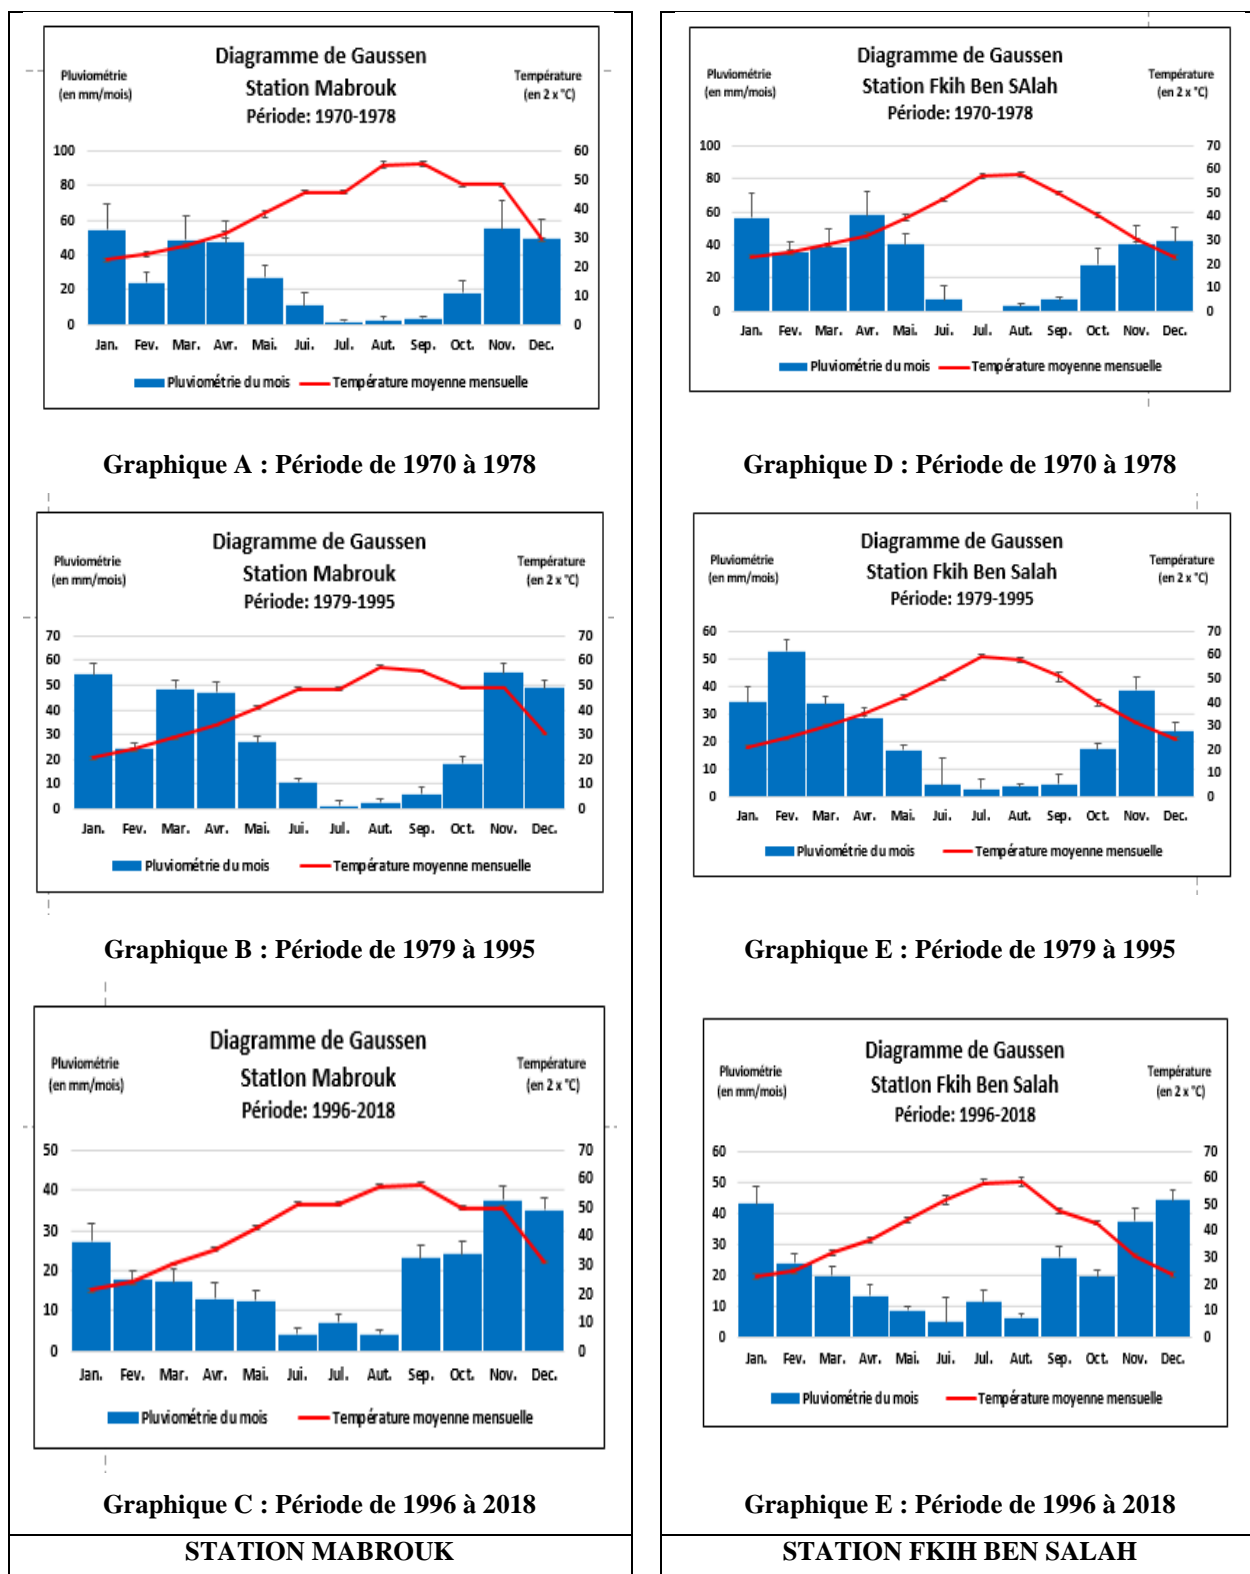 Diagramme de Gaussen
Station Mabrouk
Période: 1970-1978
Pluviométrie
(en mm/mois)
Température
(en 2 x °C)
100 80 60 40 20 0
60 50 40 30 20 10 0
Jan. Fev. Mar. Avr. Mai. Jui. Jul. Aut. Sep. Oct. Nov. Dec.
Pluviométrie du mois Température moyenne mensuelle
Graphique A : Période de 1970 à 1978
Diagramme de Gaussen
Station Mabrouk
Période: 1979-1995
Pluviométrie
(en mm/mois)
Température
(en 2 x °C)
70 60 50 40 30 20 10 0
70 60 50 40 30 20 10 0
Jan. Fev. Mar. Avr. Mai. Jui. Jul. Aut. Sep. Oct. Nov. Dec.
Pluviométrie du mois Température moyenne mensuelle
Graphique B : Période de 1979 à 1995
Diagramme de Gaussen
StatIon Mabrouk
Période: 1996-2018
Pluviométrie
(en mm/mois)
Température
(en 2 x °C)
50 40 30 20 10 0
70 60 50 40 30 20 10 0
Jan. Fev. Mar. Avr. Mai. Jui. Jul. Aut. Sep. Oct. Nov. Dec.
Pluviométrie du mois Température moyenne mensuelle
Graphique C : Période de 1996 à 2018
STATION MABROUK
Diagramme de Gaussen
Station Fkih Ben SAlah
Période: 1970-1978
Pluviométrie
(en mm/mois)
Température
(en 2 x °C)
100 80 60 40 20 0
70 60 50 40 30 20 10 0
Jan. Fev. Mar. Avr. Mai. Jui. Jul. Aut. Sep. Oct. Nov. Dec.
Pluviométrie du mois Température moyenne mensuelle
Graphique D : Période de 1970 à 1978
Diagramme de Gaussen
Station Fkih Ben Salah
Période: 1979-1995
Pluviométrie
(en mm/mois)
Température
(en 2 x °C)
60 50 40 30 20 10 0
70 60 50 40 30 20 10 0
Jan. Fev. Mar. Avr. Mai. Jui. Jul. Aut. Sep. Oct. Nov. Dec.
Pluviométrie du mois Température moyenne mensuelle
Graphique E : Période de 1979 à 1995
Diagramme de Gaussen
StatIon Fkih Ben Salah
Période: 1996-2018
Pluviométrie
(en mm/mois)
Température
(en 2 x °C)
60 50 40 30 20 10 0
70 60 50 40 30 20 10 0
Jan. Fev. Mar. Avr. Mai. Jui. Jul. Aut. Sep. Oct. Nov. Dec.
Pluviométrie du mois Température moyenne mensuelle
Graphique E : Période de 1996 à 2018
STATION FKIH BEN SALAH